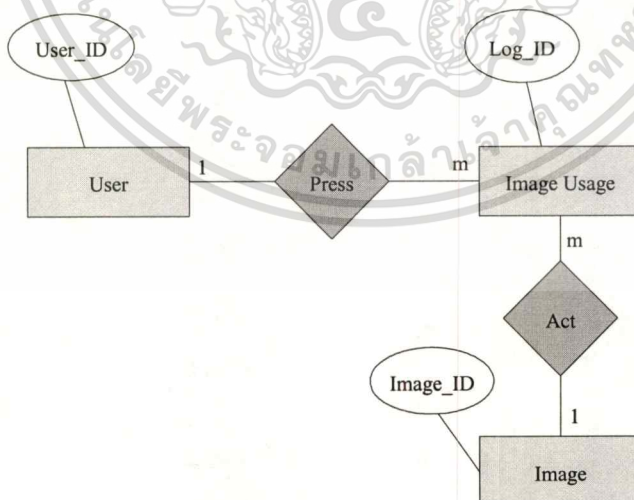 User_ID
Log_ID
User
1
Press
m
Image Usage
m
Act
Image_ID
1
Image